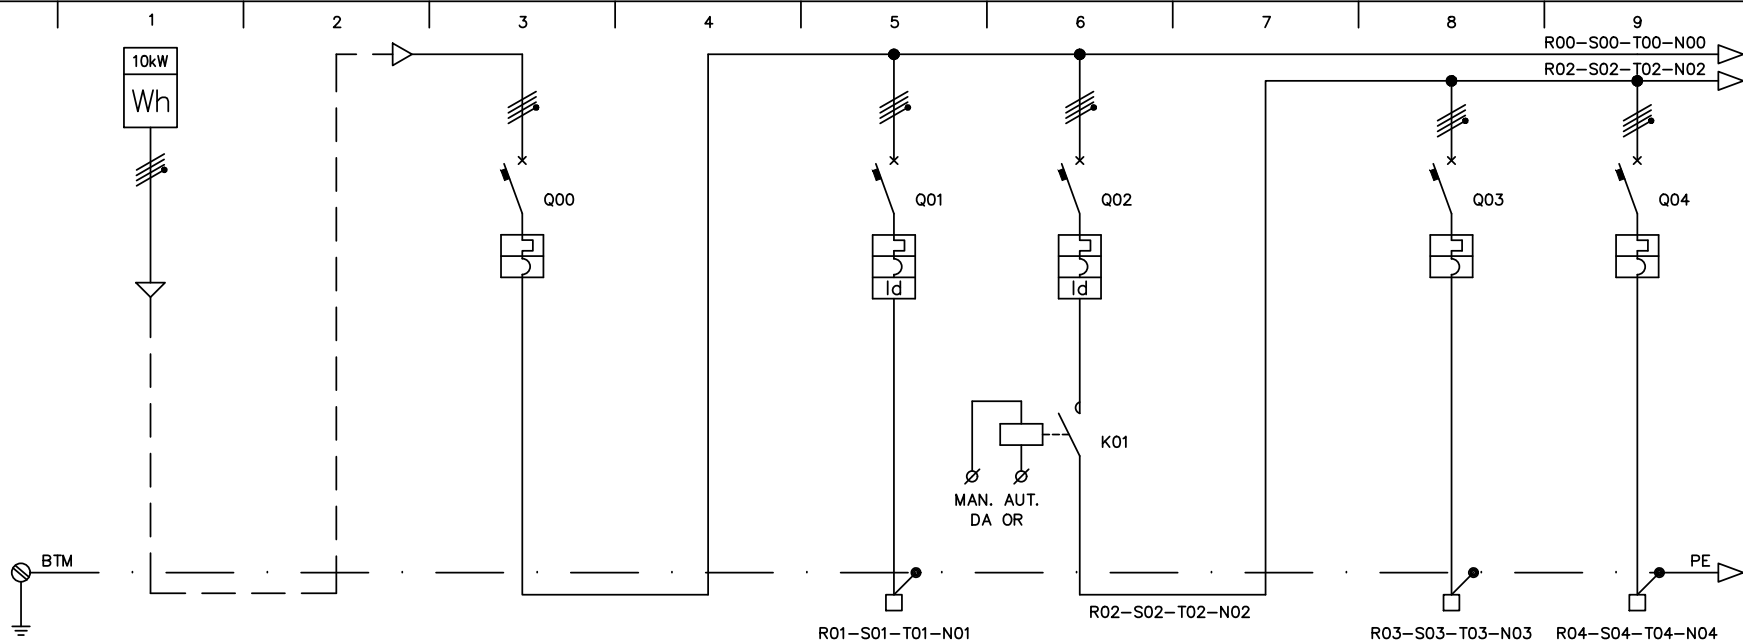 1 2 3 4 5 6 7 8 9
R00-S00-T00-N00
10kW
R02-S02-T02-N02
Wh
Q00 Q01 Q02 Q03 Q04
Id Id
K01
MAN. AUT.
DA OR
BTM PE
R02-S02-T02-N02
R01-S01-T01-N01 R03-S03-T03-N03 R04-S04-T04-N04